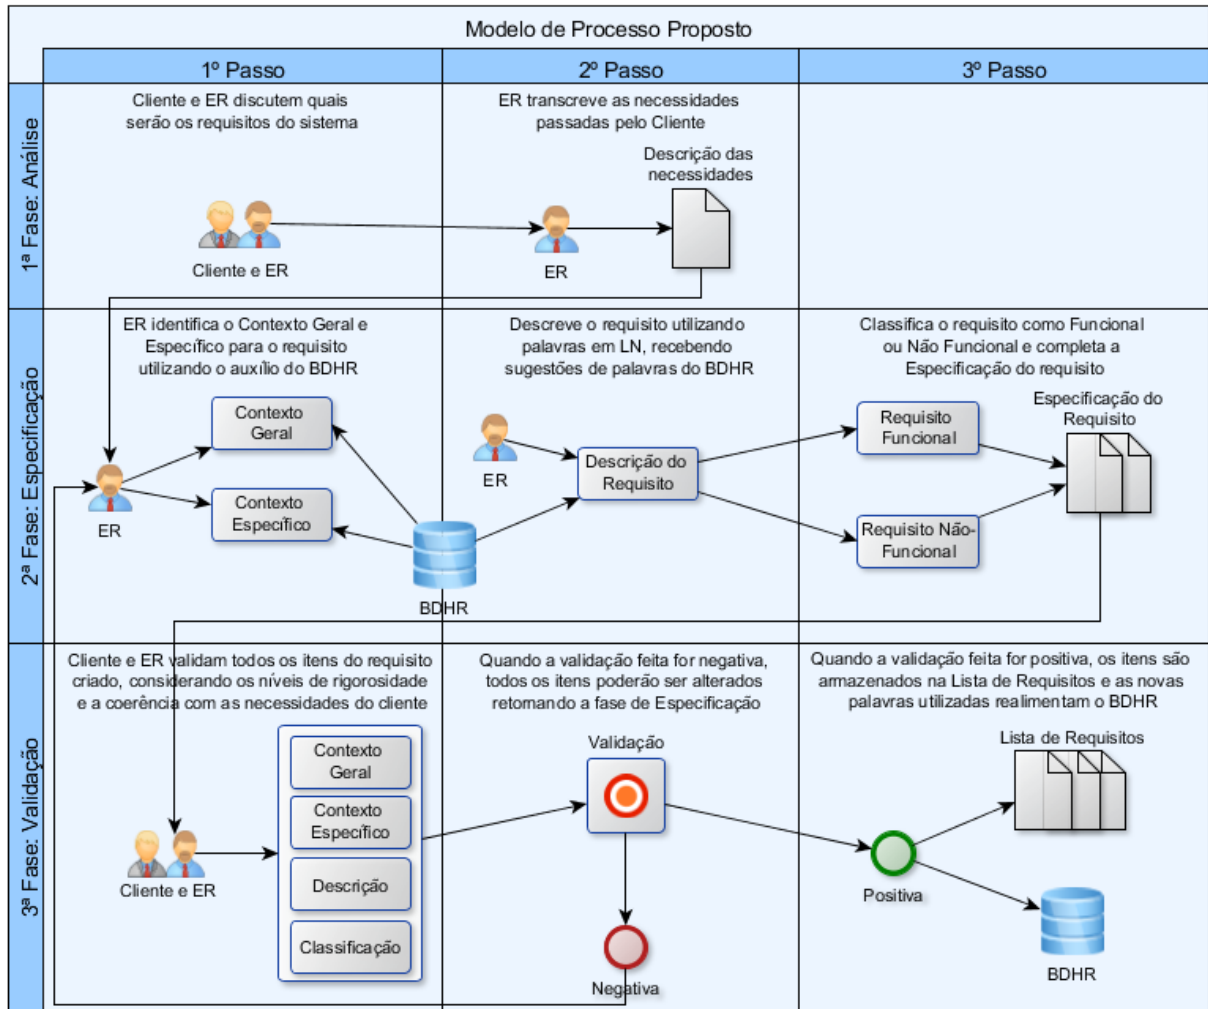 Modelo de Processo Proposto
1º Passo
2º Passo
3º Passo
1ª Fase: Análise
Cliente e ER discutem quais
serão os requisitos do sistema
Cliente e ER
ER transcreve as necessidades
passadas pelo Cliente
Descrição das
necessidades
ER
2ª Fase: Especificação
ER identifica o Contexto Geral e
Específico para o requisito
utilizando o auxílio do BDHR
Contexto
Geral
ER
Contexto
Específico
BDHR
Descreve o requisito utilizando
palavras em LN, recebendo
sugestões de palavras do BDHR
ER
Descrição do
Requisito
Classifica o requisito como Funcional
ou Não Funcional e completa a
Especificação do requisito
Especificação do
Requisito
Requisito
Funcional
Requisito Não-
Funcional
3ª Fase: Validação
Cliente e ER validam todos os itens do requisito
criado, considerando os níveis de rigorosidade
e a coerência com as necessidades do cliente
Cliente e ER
Contexto
Geral
Contexto
Específico
Descrição
Classificação
Quando a validação feita for negativa,
todos os itens poderão ser alterados
retornando a fase de Especificação
Validação
Negativa
Quando a validação feita for positiva, os itens são
armazenados na Lista de Requisitos e as novas
palavras utilizadas realimentam o BDHR
Lista de Requisitos
Positiva
BDHR